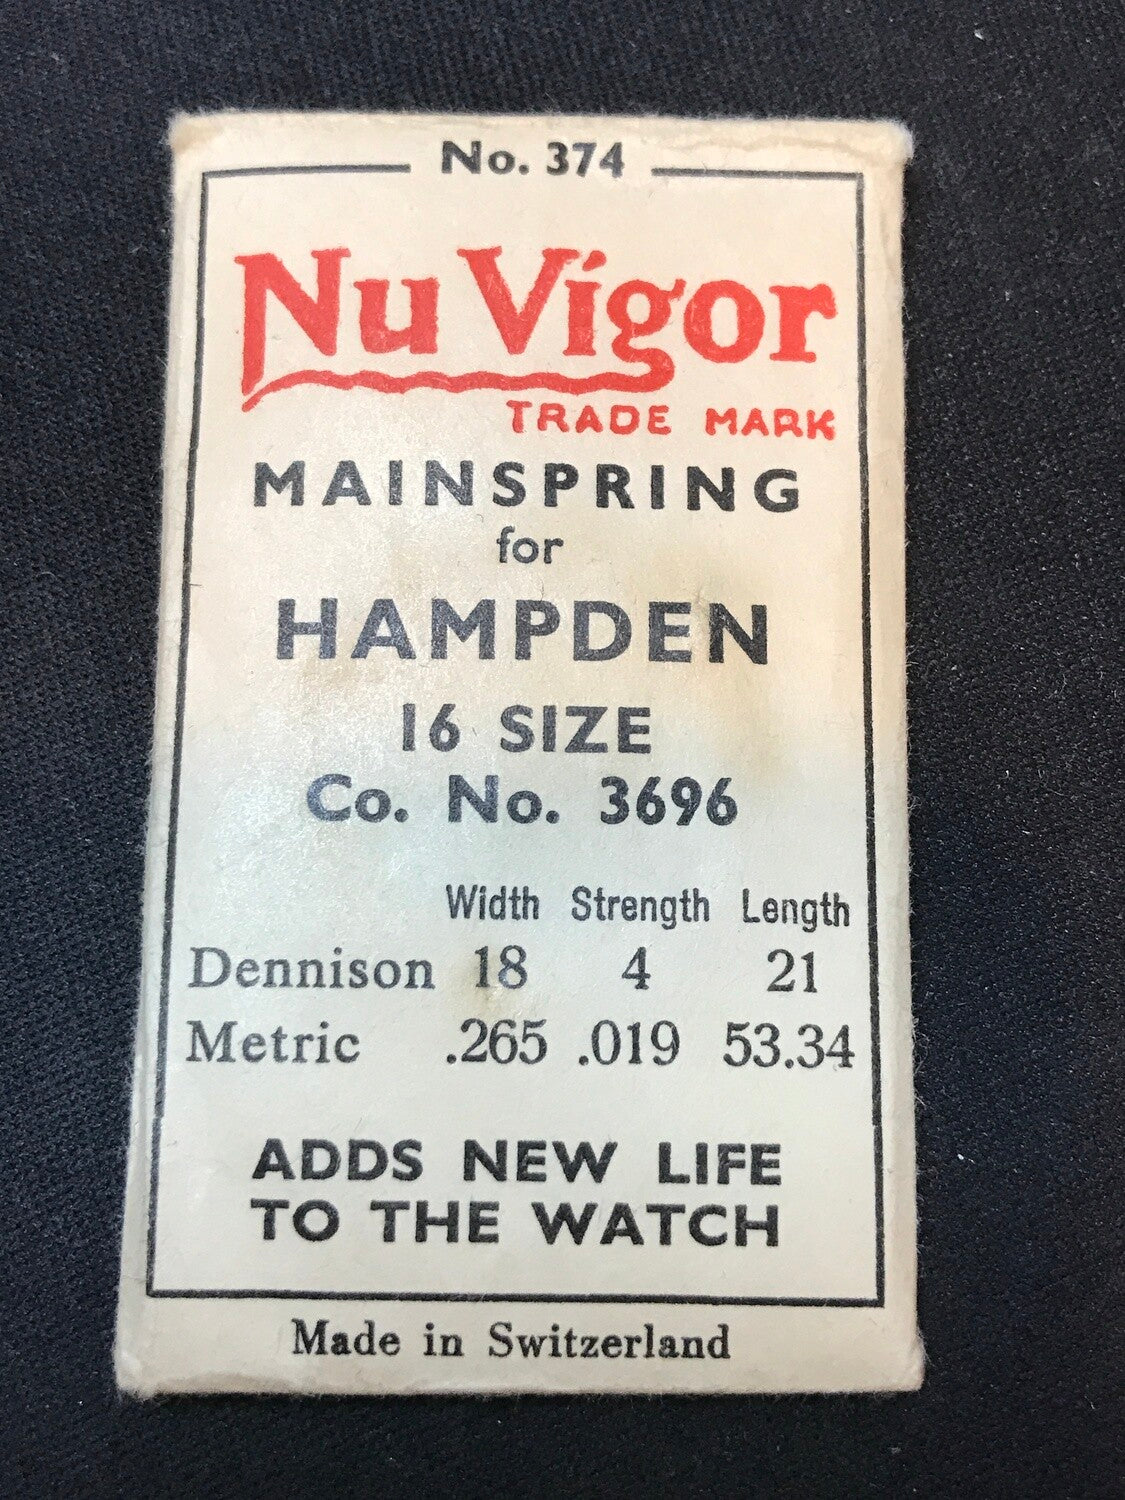 No. 374
Nu Vigor
TRADE MARK
MAINSPRING
for
HAMPDEN
16 SIZE
Co. No. 3696
Width Strength Length
Dennison 18 4 21
Metric .265 .019 53.34
ADDS NEW LIFE
TO THE WATCH
Made in Switzerland